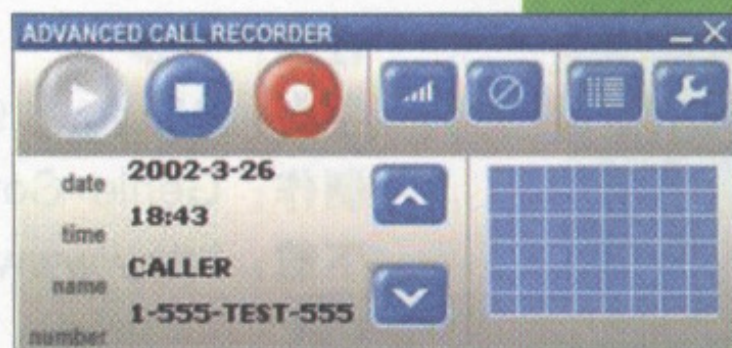 ADVANCED CALL RECORDER
date 2002-3-26
time 18:43
name CALLER
number 1-555-TEST-555